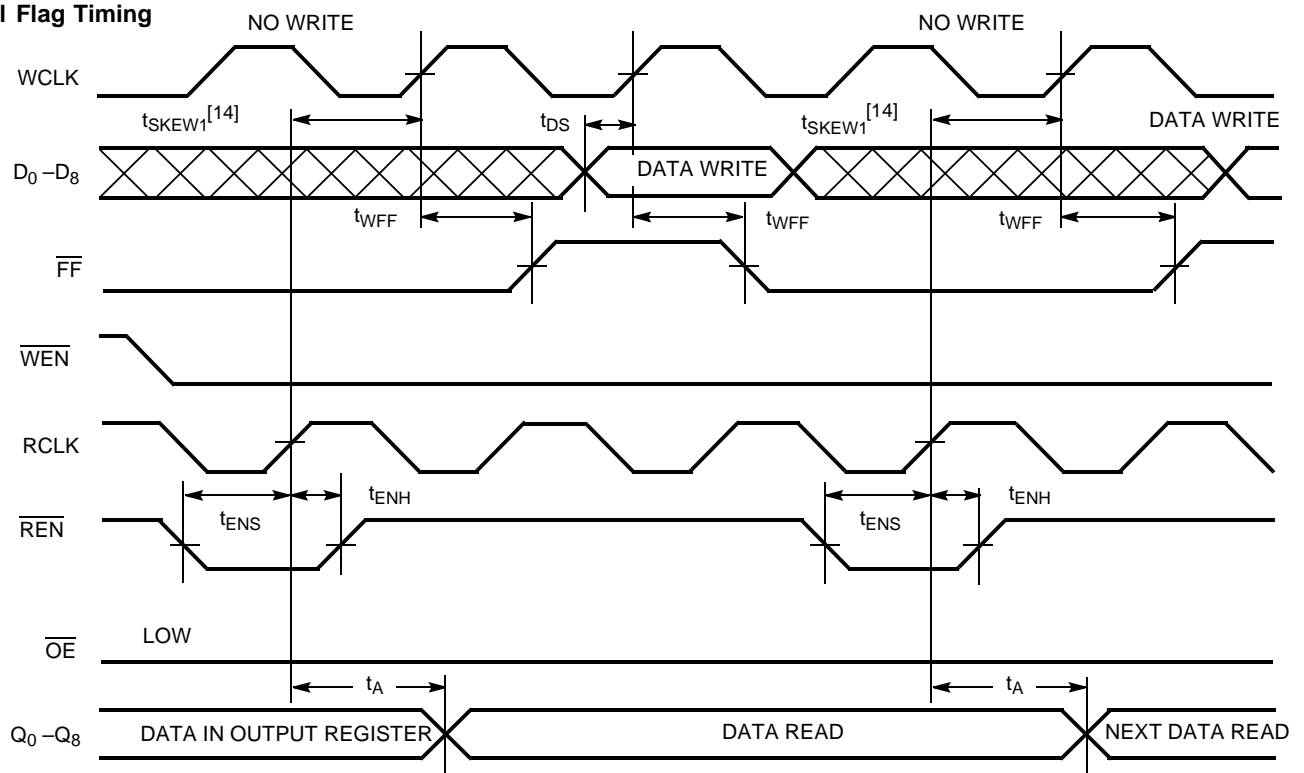 l Flag Timing
NO WRITE
NO WRITE
WCLK
tSKEW1[14]
tDS
tSKEW1[14]
DATA WRITE
D0 –D8
DATA WRITE
tWFF
tWFF
tWFF
FF
WEN
RCLK
tENH
tENH
tENS
tENS
REN
LOW
OE
tA
tA
Q0 –Q8
DATA IN OUTPUT REGISTER
DATA READ
NEXT DATA READ